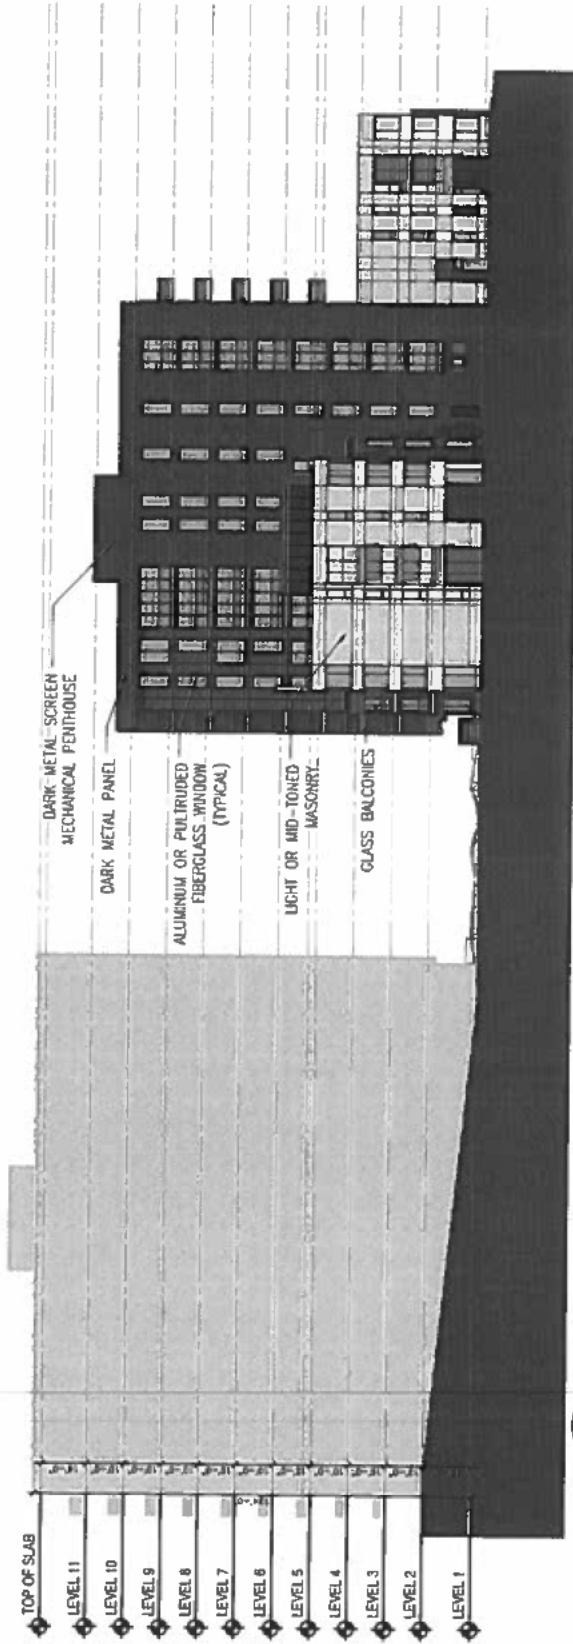 DARK METAL SCREEN
MECHANICAL PENTHOUSE
DARK METAL PANEL
ALUMINUM OR PULTRUDED
FIBERGLASS WINDOW
(TYPICAL)
LIGHT OR MID-TONED
MASONRY
GLASS BALCONIES
TOP OF SLAB
LEVEL 11
LEVEL 10
LEVEL 9
LEVEL 8
LEVEL 7
LEVEL 6
LEVEL 5
LEVEL 4
LEVEL 3
LEVEL 2
LEVEL 1
124'-0"